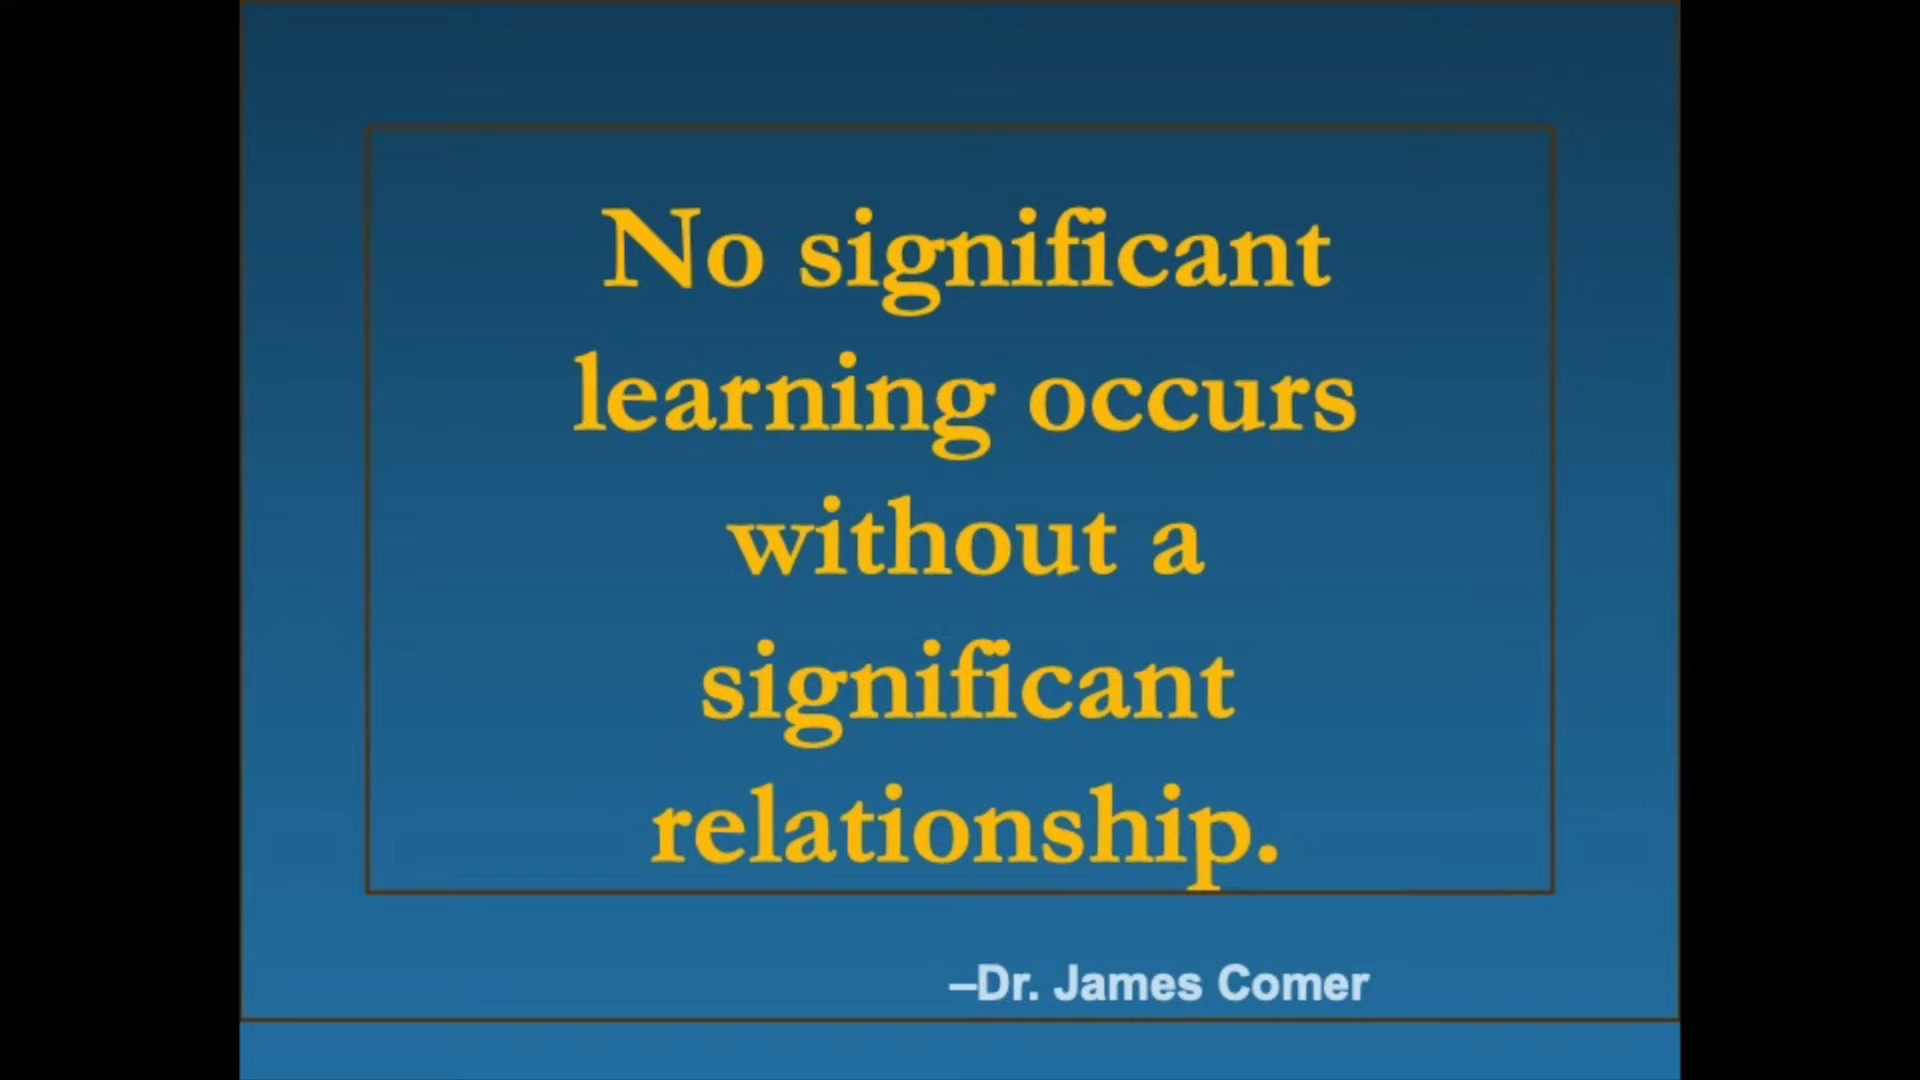 No significant
learning occurs
without a
significant
relationship.
–Dr. James Comer